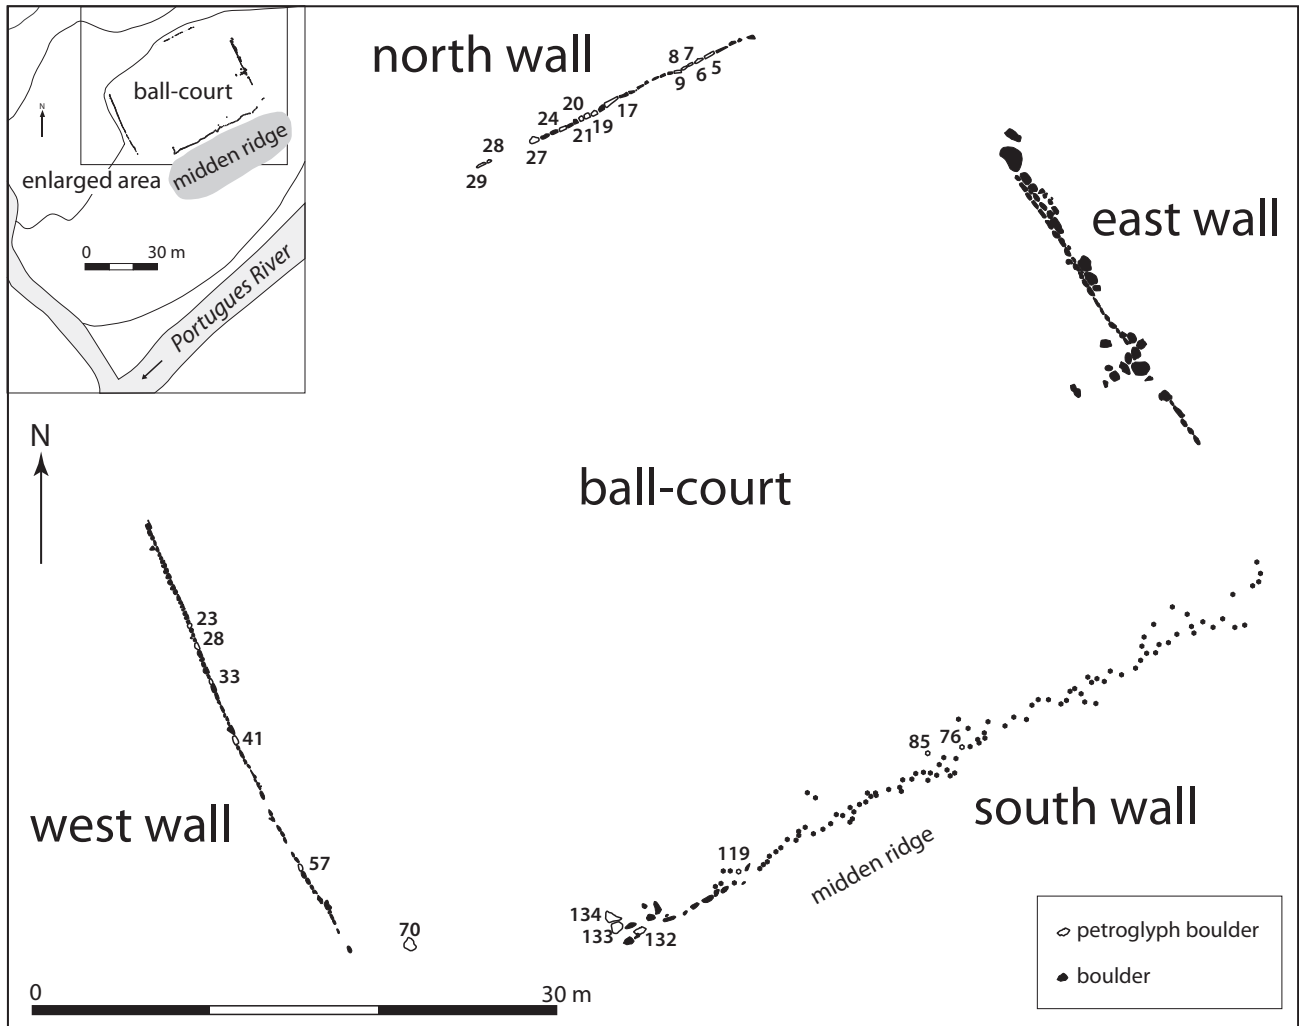 N
ball-court
midden ridge
enlarged area
0 30 m
Portugues River
north wall
8 7
6 5
9
17
20
19
24
21
28
27
29
east wall
N
ball-court
23
28
33
41
west wall
57
70
85 76
south wall
midden ridge
119
134
133 132
petroglyph boulder
boulder
0 30 m